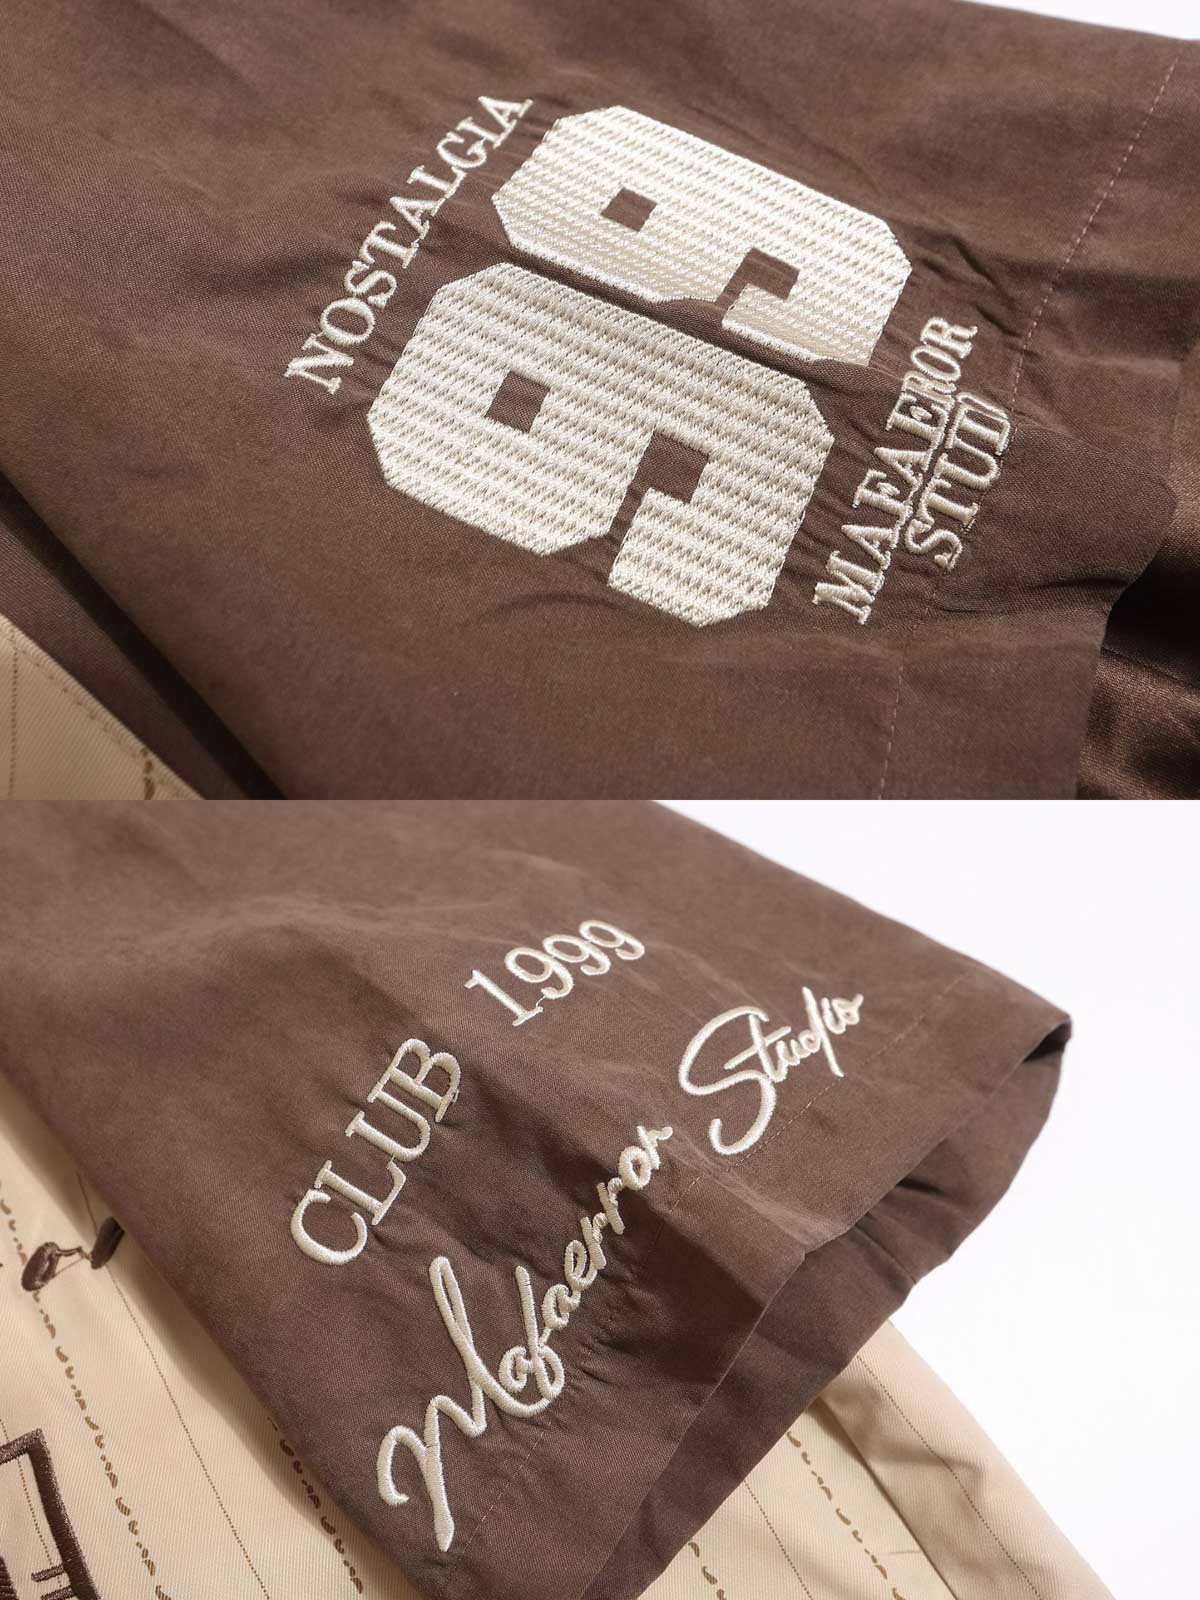 NOSTALGIA
99
MAFAEROR
STUD
CLUB 1999
Mafaerror Studio